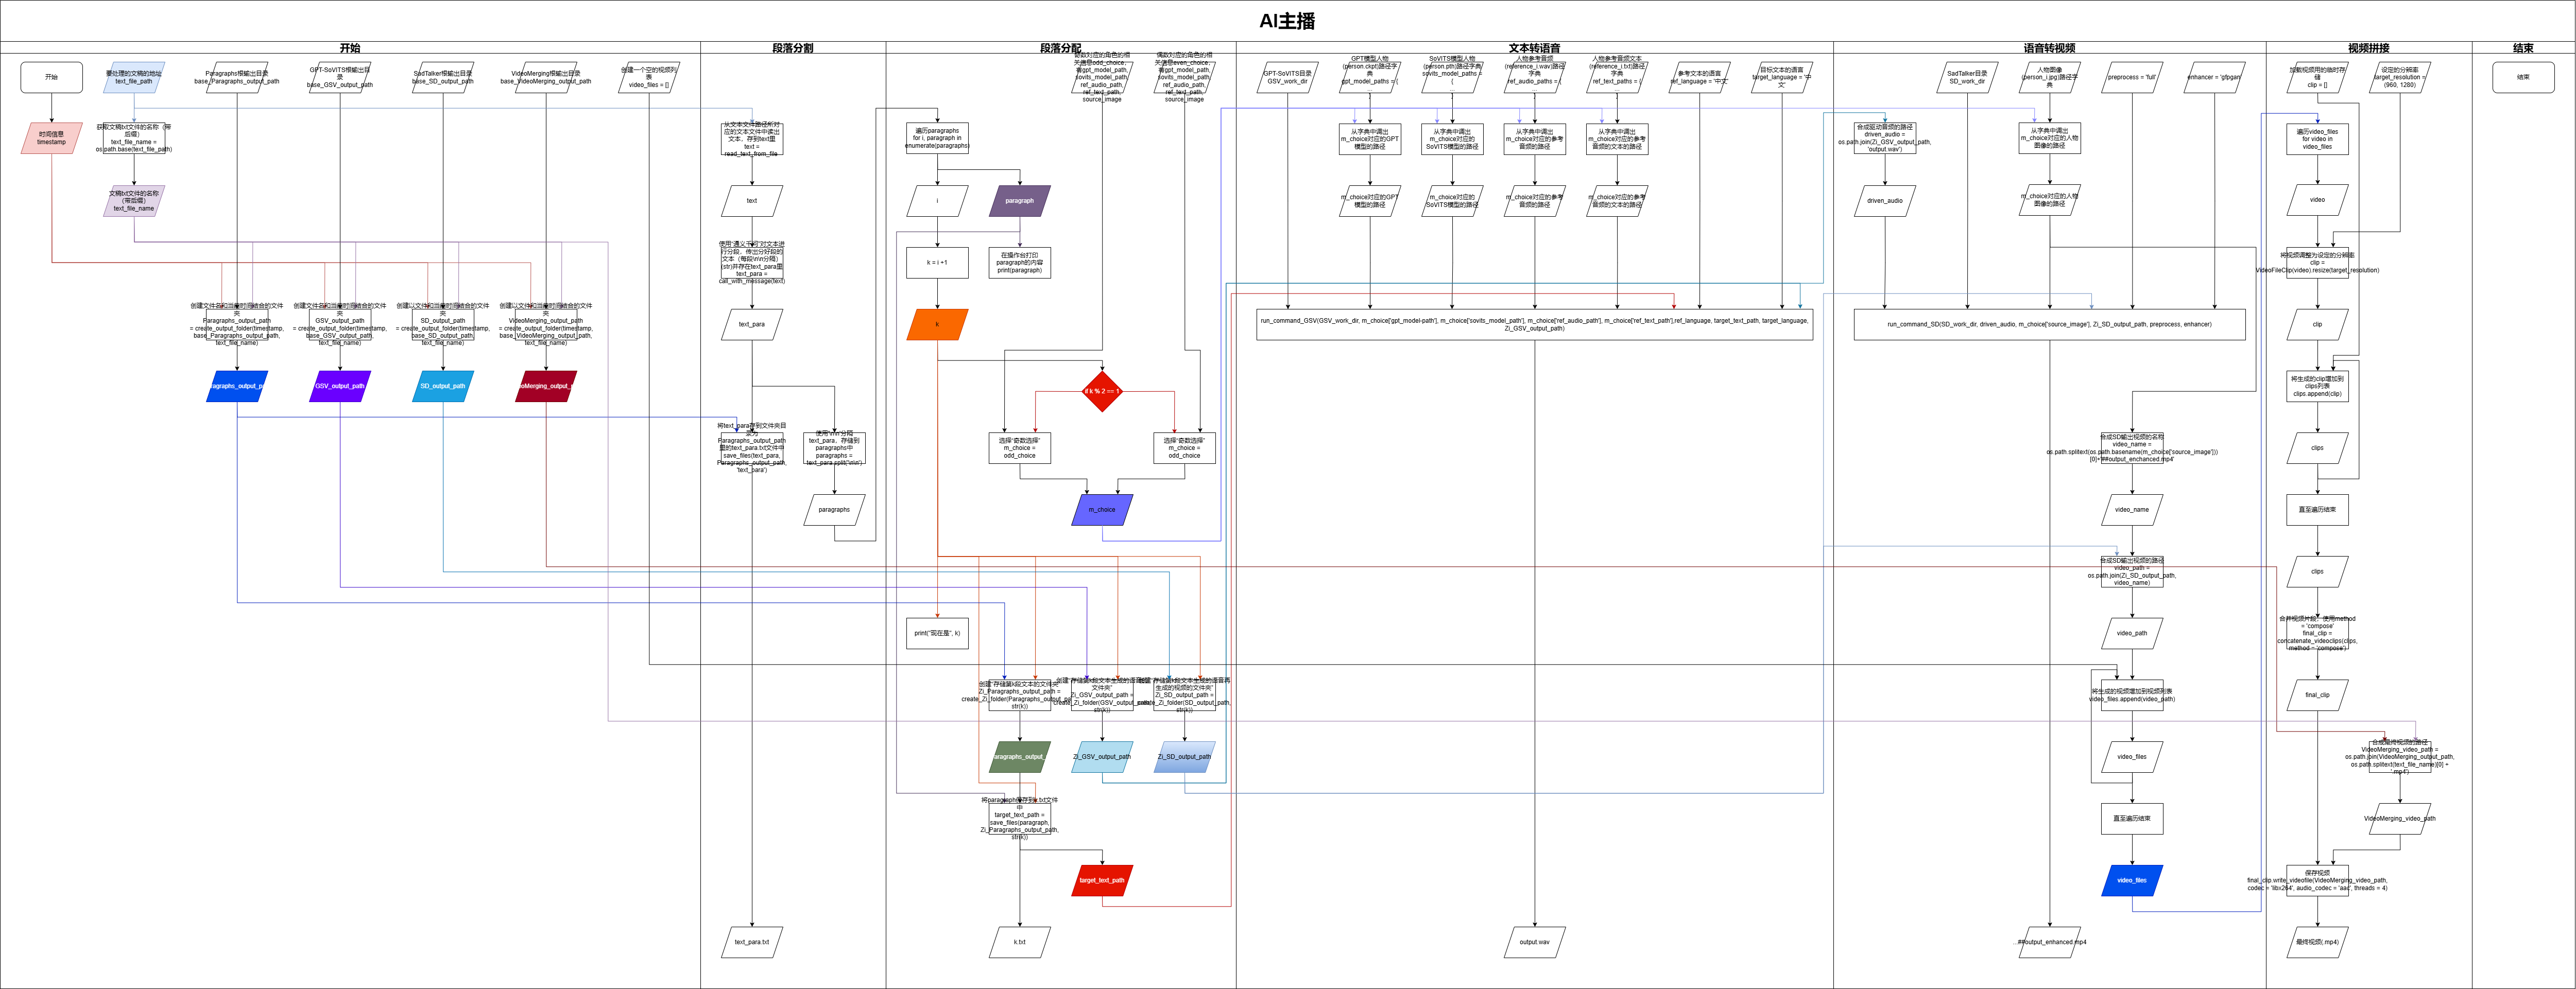 AI主播
开始
段落分割
段落分配
文本转语音
语音转视频
视频拼接
结束
开始
要处理的文稿的地址
text_file_path
Paragraphs根输出目录
base_Paragraphs_output_path
GPT-SoVITS根输出目
录
base_GSV_output_path
SadTalker根输出目录
base_SD_output_path
VideoMerging根输出目录
base_VideoMerging_output_path
创建一个空的视频列
表
video_files = []
时间信息
timestamp
获取文稿txt文件的名称（带
后缀）
text_file_name =
os.path.base(text_file_path)
文稿txt文件的名称
（带后缀）
text_file_name
创建文件名和当前时间结合的文件
夹
Paragraphs_output_path
= create_output_folder(timestamp,
base_Paragraphs_output_path,
text_file_name)
创建文件名和当前时间结合的文件
夹
GSV_output_path
= create_output_folder(timestamp,
base_GSV_output_path,
text_file_name)
创建以文件和当前时间结合的文件
夹
SD_output_path
= create_output_folder(timestamp,
base_SD_output_path,
text_file_name)
创建以文件和当前时间结合的文件
夹
VideoMerging_output_path
= create_output_folder(timestamp,
base_VideoMerging_output_path,
text_file_name)
aragraphs_output_p
GSV_output_path
SD_output_path
oMerging_output_p
从文本文件路径所对
应的文本文件中读出
文本，存到text里
text =
read_text_from_file
text
使用“通义千问”对文本进
行分段，传出分好段的
文本（每段\n\n分隔）
(str)并存在text_para里
text_para =
call_with_message(text)
text_para
将text_para存到文件夹目
录为
Paragraphs_output_path
里的text_para.txt文件中
save_files(text_para,
Paragraphs_output_path,
'text_para')
使用'\n\n'分隔
text_para，存储到
paragraphs中
paragraphs =
text_para.split('\n\n')
paragraphs
text_para.txt
奇数对应的角色的相
关信息odd_choice,
有gpt_model_path,
sovits_model_path,
ref_audio_path,
ref_text_path,
source_image
偶数对应的角色的相
关信息even_choice,
有gpt_model_path,
sovits_model_path,
ref_audio_path,
ref_text_path,
source_image
遍历paragraphs
for i, paragraph in
enumerate(paragraphs)
i
paragraph
k = i +1
在操作台打印
paragraph的内容
print(paragraph)
k
if k % 2 == 1
选择“奇数选择”
m_choice =
odd_choice
选择“奇数选择”
m_choice =
odd_choice
m_choice
print("现在是", k)
创建“存储第k段文本的文件夹”
Zi_Paragraphs_output_path =
create_Zi_folder(Paragraphs_output_path,
str(k))
创建“存储第k段文本生成的语音的
文件夹”
Zi_GSV_output_path =
create_Zi_folder(GSV_output_path,
str(k))
创建“存储第k段文本生成的语音再
生成的视频的文件夹”
Zi_SD_output_path =
create_Zi_folder(SD_output_path,
str(k))
aragraphs_output_
Zi_GSV_output_path
Zi_SD_output_path
将paragraph保存到k.txt文件
中
target_text_path =
save_files(paragraph,
Zi_Paragraphs_output_path,
str(k))
target_text_path
k.txt
GPT-SoVITS目录
GSV_work_dir
GPT模型人物
(person.ckpt)路径字
典
gpt_model_paths = {
...
}
SoVITS模型人物
(person.pth)路径字典
sovits_model_paths =
{
...
}
人物参考音频
(reference_i.wav)路径
字典
ref_audio_paths = {
...
}
人物参考音频文本
(reference_i.txt)路径
字典
ref_text_paths = {
...
}
参考文本的语言
ref_language = '中文'
目标文本的语言
target_language = '中
文'
从字典中调出
m_choice对应的GPT
模型的路径
从字典中调出
m_choice对应的
SoVITS模型的路径
从字典中调出
m_choice对应的参考
音频的路径
从字典中调出
m_choice对应的参考
音频的文本的路径
m_choice对应的GPT
模型的路径
m_choice对应的
SoVITS模型的路径
m_choice对应的参考
音频的路径
m_choice对应的参考
音频的文本的路径
run_command_GSV(GSV_work_dir, m_choice['gpt_model-path'], m_choice['sovits_model_path'], m_choice['ref_audio_path'], m_choice['ref_text_path'],ref_language, target_text_path, target_language,
Zi_GSV_output_path)
output.wav
SadTalker目录
SD_work_dir
人物图像
(person_i.jpg)路径字
典
preprocess = 'full'
enhancer = 'gfpgan'
合成驱动音频的路径
driven_audio =
os.path.join(Zi_GSV_output_path,
'output.wav')
从字典中调出
m_choice对应的人物
图像的路径
driven_audio
m_choice对应的人物
图像的路径
run_command_SD(SD_work_dir, driven_audio, m_choice['source_image'], Zi_SD_output_path, preprocess, enhancer)
合成SD输出视频的名称
video_name =
os.path.splitext(os.path.basename(m_choice['source_image']))
[0]+'##output_enchanced.mp4'
video_name
合成SD输出视频的路径
video_path =
os.path.join(Zi_SD_output_path,
video_name)
video_path
将生成的视频增加到视频列表
video_files.append(video_path)
video_files
直至遍历结束
video_files
...##output_enhanced.mp4
加载视频用的临时存
储
clip = []
设定的分辨率
target_resolution =
(960, 1280)
遍历video_files
for video in
video_files
video
将视频调整为设定的分辨率
clip =
VideoFileClip(video).resize(target_resolution)
clip
将生成的clip增加到
clips列表
clips.append(clip)
clips
直至遍历结束
clips
合并视频片段，使用method
= 'compose'
final_clip =
concatenate_videoclips(clips,
method = 'compose')
final_clip
合成最终视频的路径
VideoMerging_video_path =
os.path.join(VideoMerging_output_path,
os.path.splitext(text_file_name)[0] +
'.mp4')
VideoMerging_video_path
保存视频
final_clip.write_videofile(VideoMerging_video_path,
codec = 'libx264', audio_codec = 'aac', threads = 4)
最终视频(.mp4)
结束